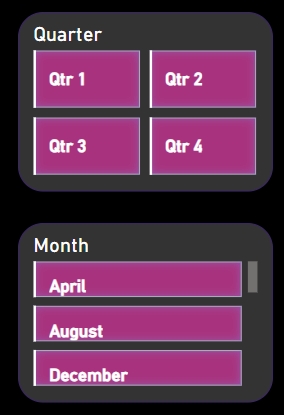 Quarter
Qtr 1 Qtr 2
Qtr 3 Qtr 4
Month
April
August
December